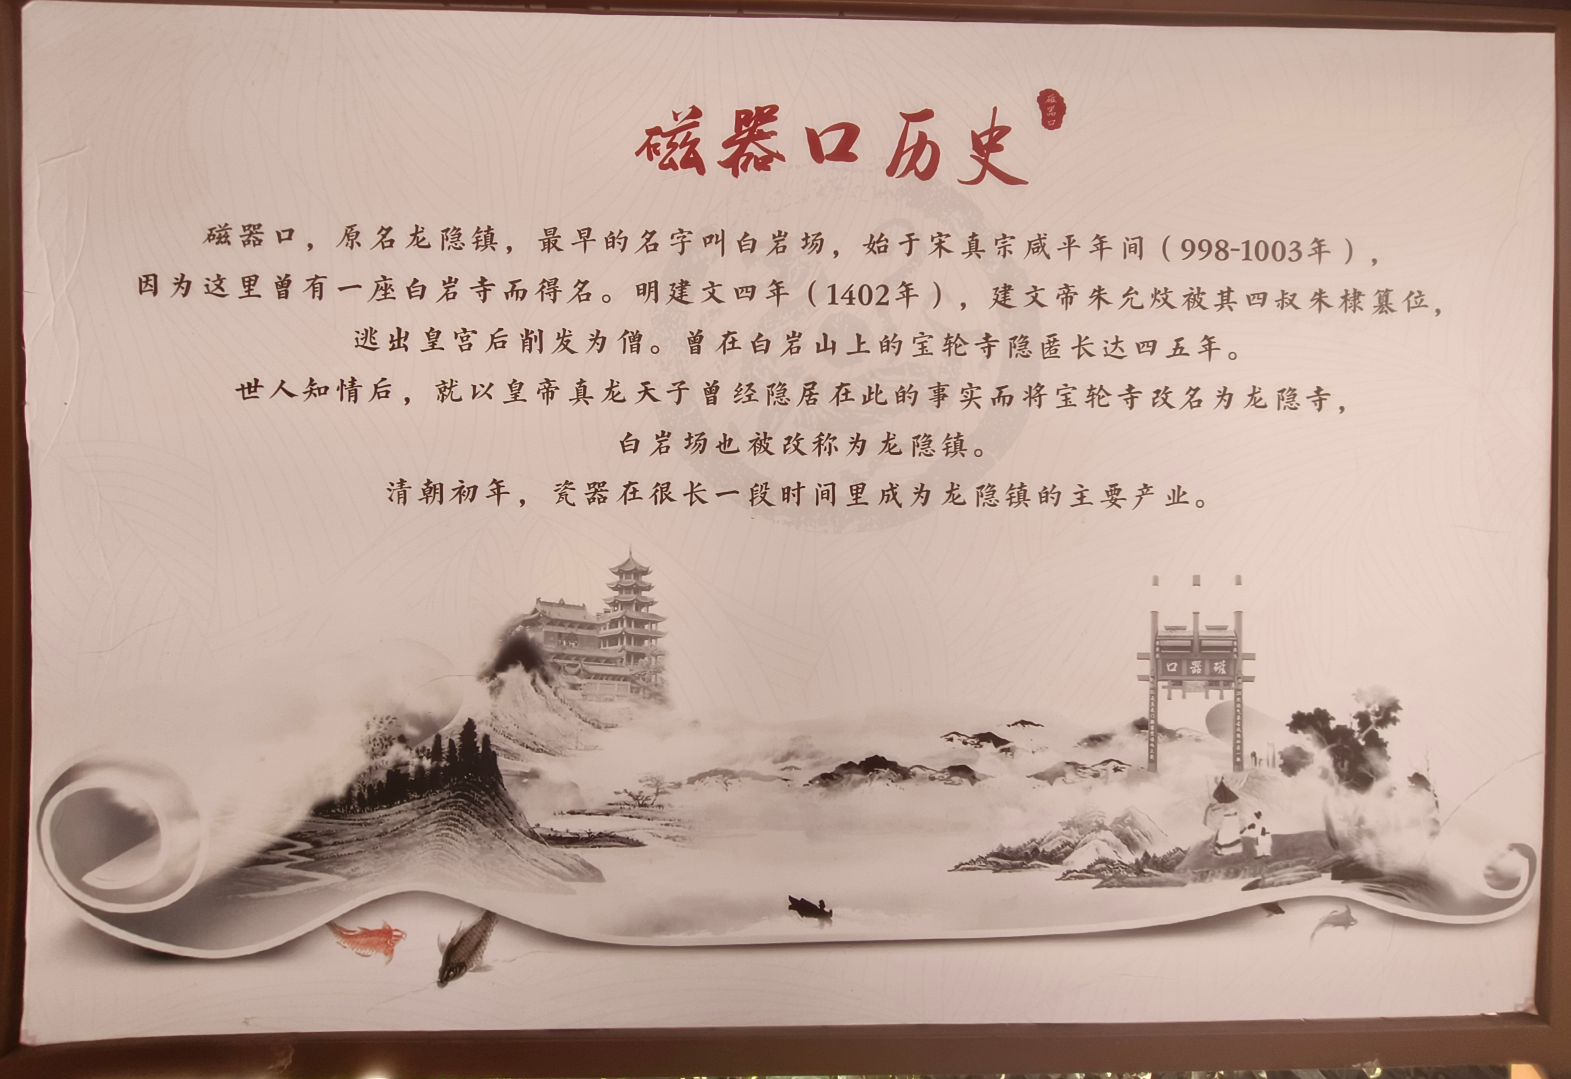 磁器口历史
磁器口
磁器口，原名龙隐镇，最早的名字叫白岩场，始于宋真宗咸平年间（998-1003年），
因为这里曾有一座白岩寺而得名。明建文四年（1402年），建文帝朱允炆被其四叔朱棣篡位，
逃出皇宫后削发为僧。曾在白岩山上的宝轮寺隐匿长达四五年。
世人知情后，就以皇帝真龙天子曾经隐居在此的事实而将宝轮寺改名为龙隐寺，
白岩场也被改称为龙隐镇。
清朝初年，瓷器在很长一段时间里成为龙隐镇的主要产业。
口器磁